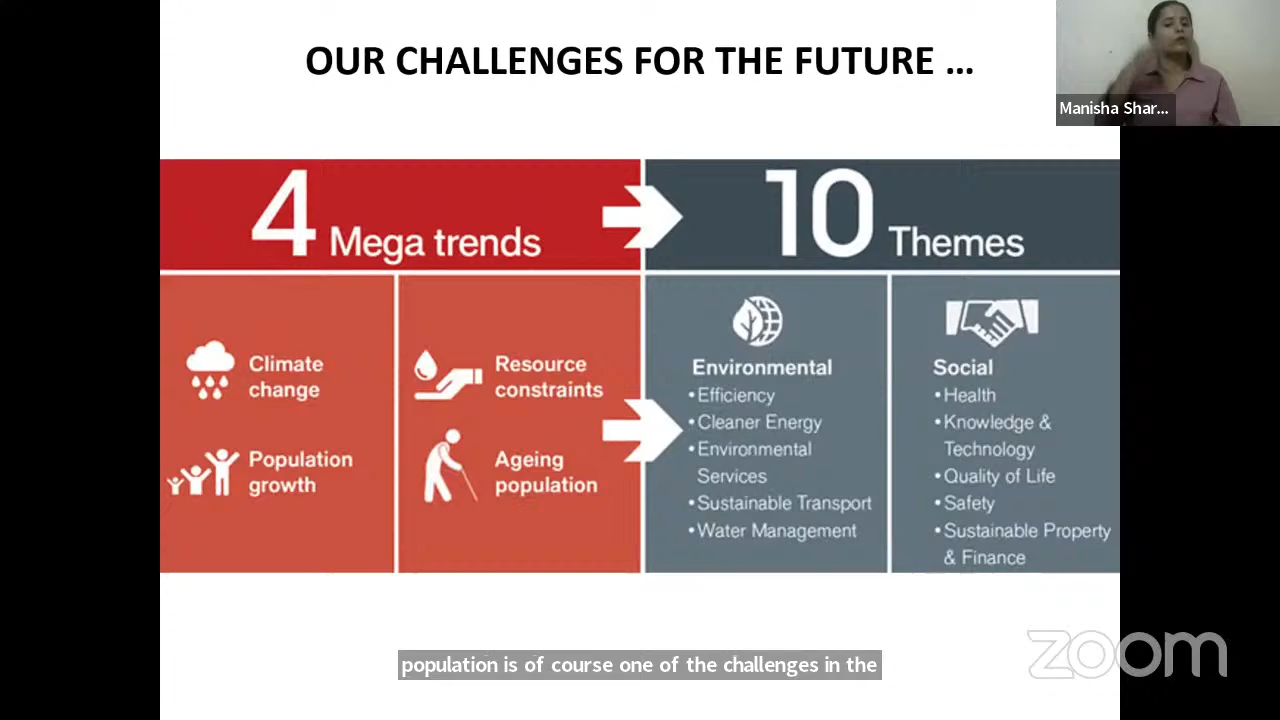 OUR CHALLENGES FOR THE FUTURE ...
Manisha Shar...
4 Mega trends
10 Themes
Climate
change
Population
growth
Resource
constraints
Ageing
population
Environmental
•Efficiency
•Cleaner Energy
•Environmental
Services
•Sustainable Transport
•Water Management
Social
•Health
•Knowledge &
Technology
•Quality of Life
•Safety
•Sustainable Property
& Finance
population is of course one of the challenges in the
zoom